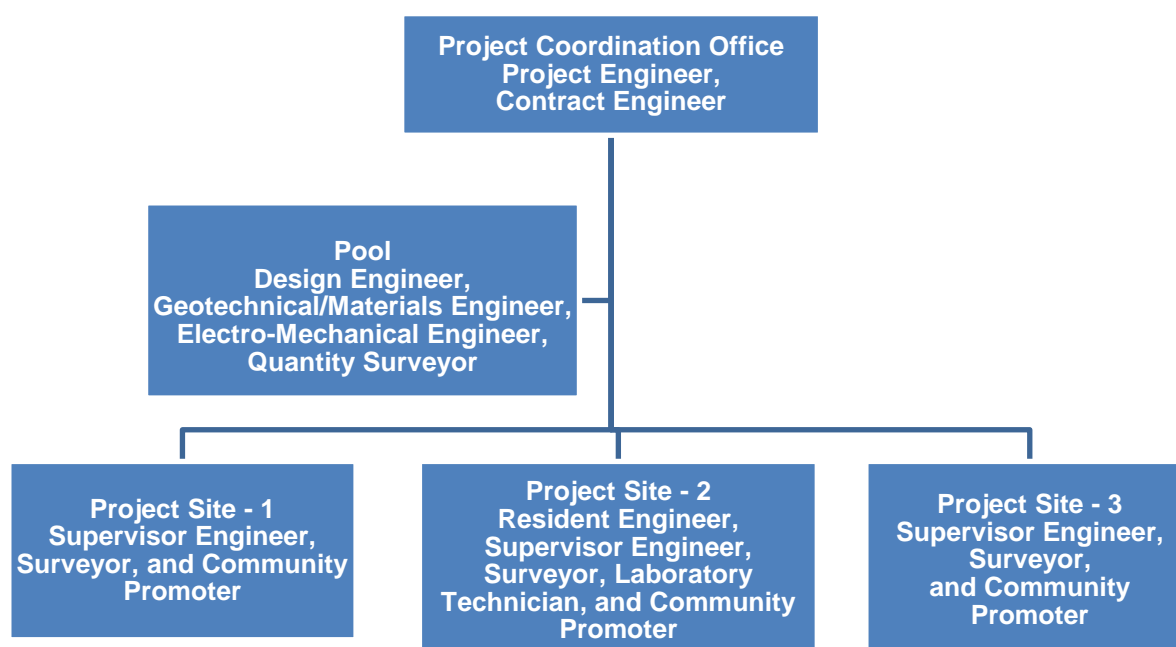 Project Coordination Office
Project Engineer,
Contract Engineer
Pool
Design Engineer,
Geotechnical/Materials Engineer,
Electro-Mechanical Engineer,
Quantity Surveyor
Project Site - 1
Supervisor Engineer,
Surveyor, and Community
Promoter
Project Site - 2
Resident Engineer,
Supervisor Engineer,
Surveyor, Laboratory
Technician, and Community
Promoter
Project Site - 3
Supervisor Engineer,
Surveyor,
and Community
Promoter